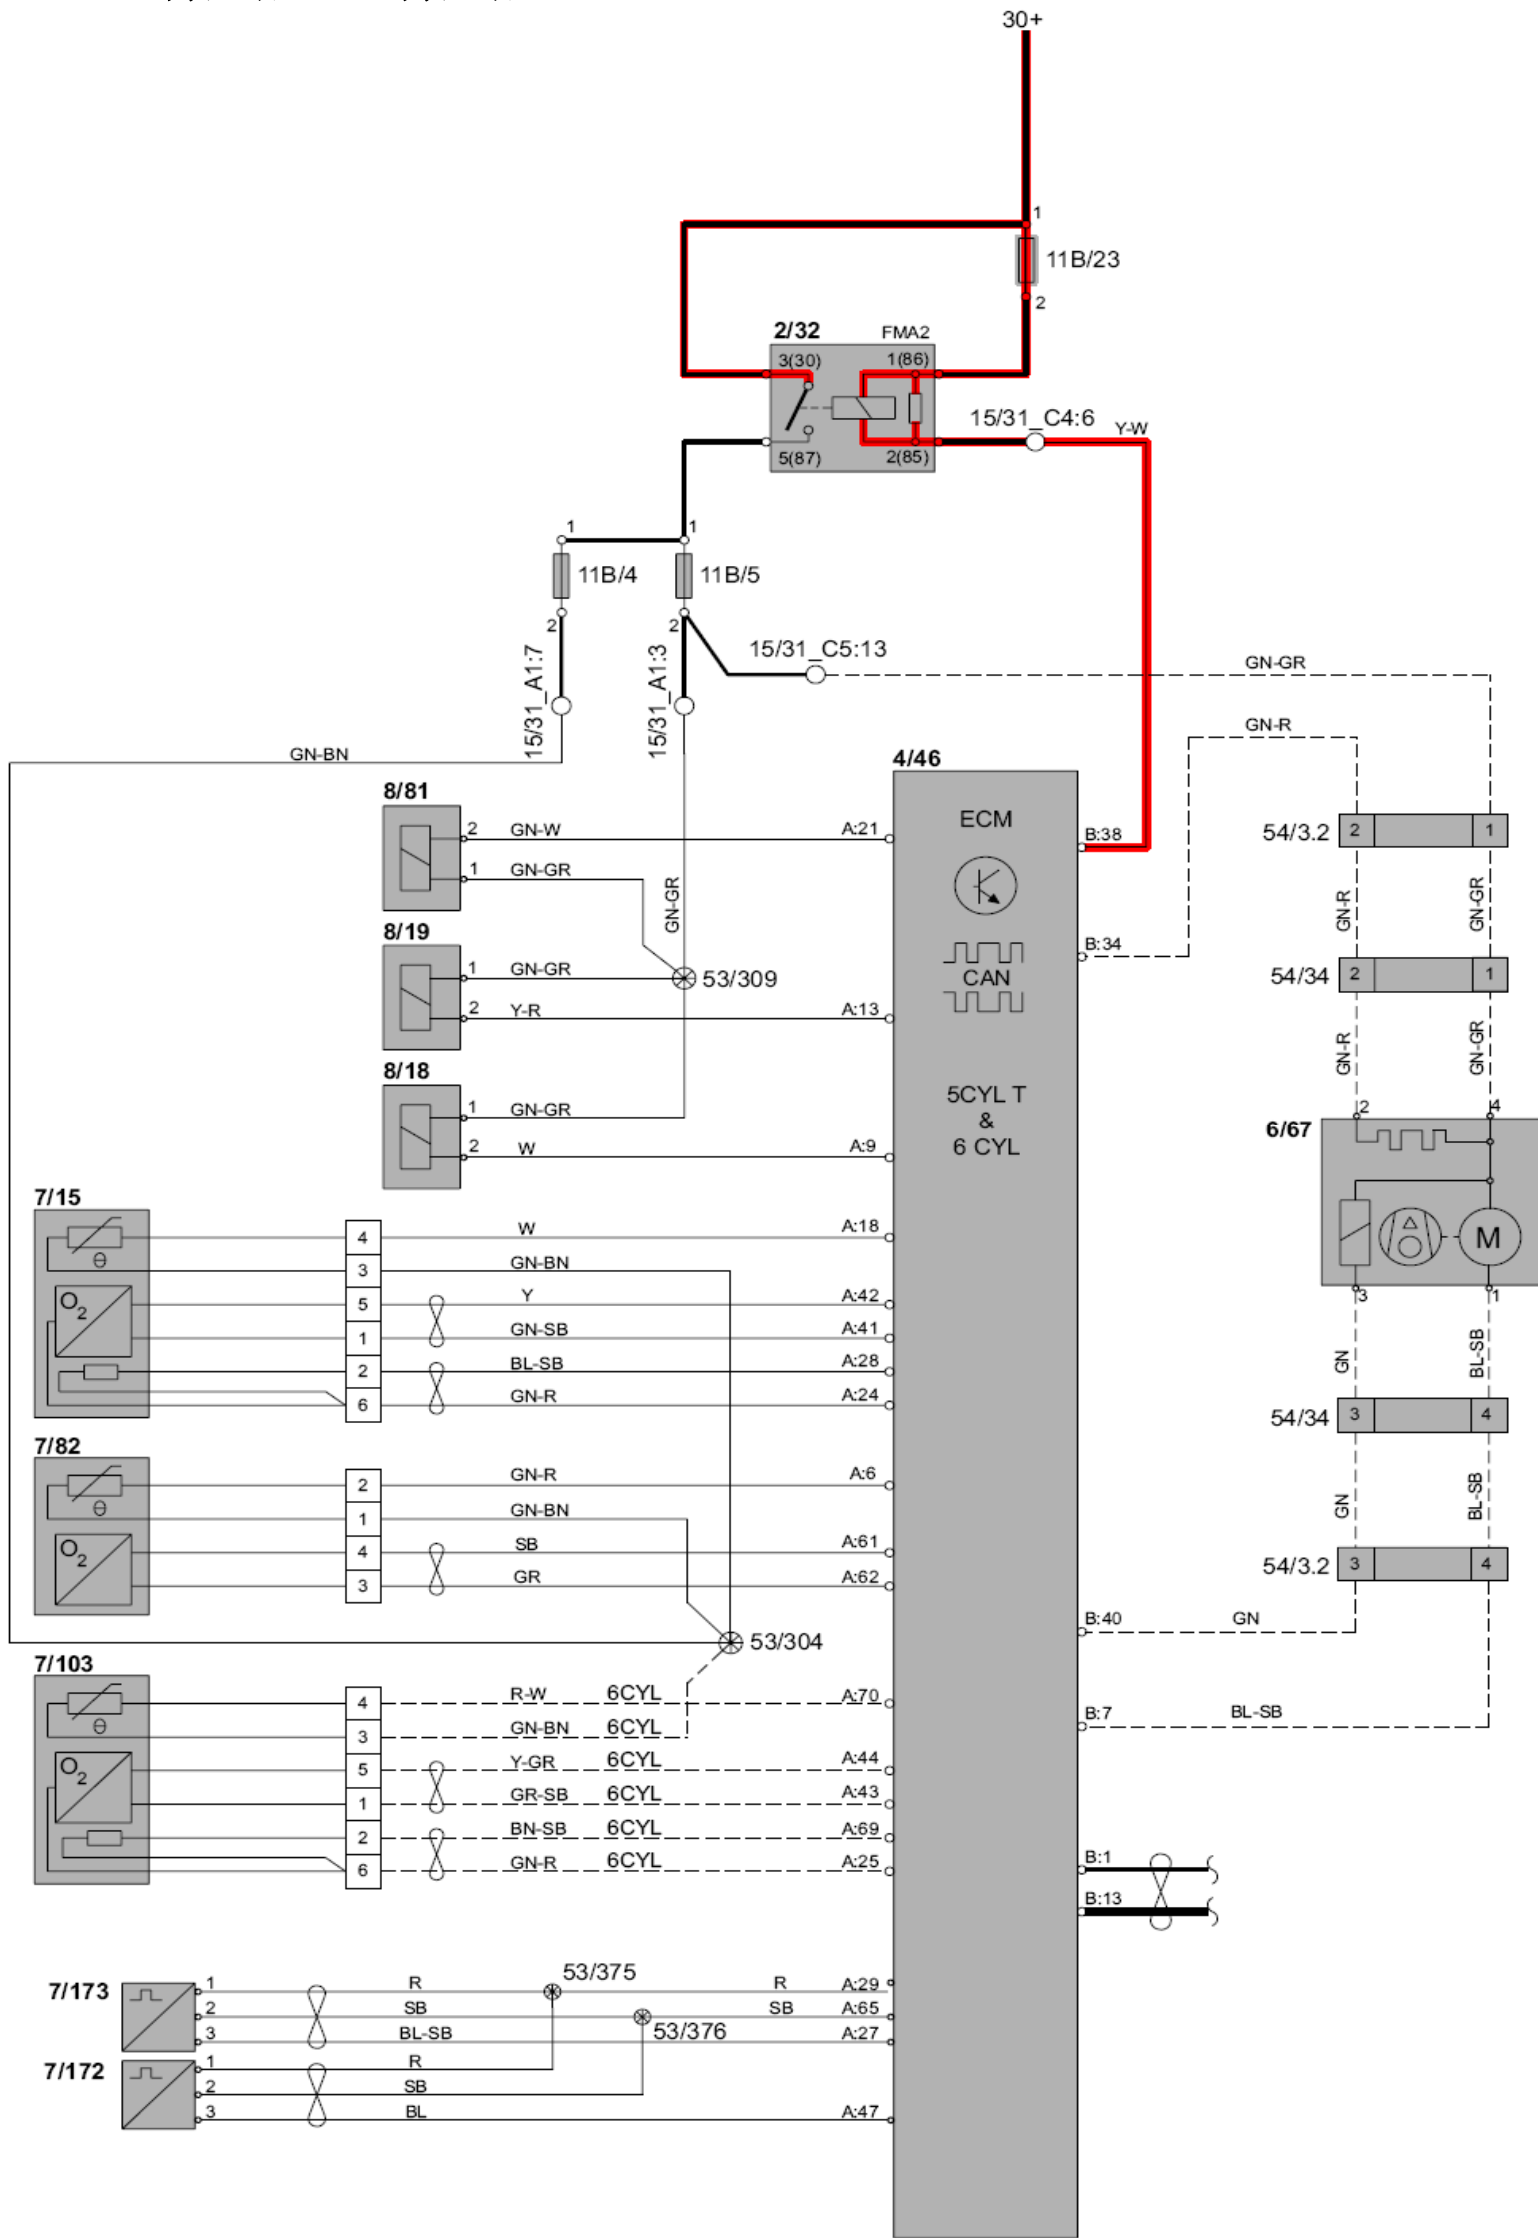 30+
1
11B/23
2
2/32 FMA2
3(30) 1(86)
5(87) 2(85)
15/31_C4:6
Y-W
1 1
11B/4 11B/5
2 2
15/31_A1:7
15/31_A1:3
15/31_C5:13
GN-GR
GN-R
GN-BN
4/46
ECM
CAN
5CYL T
&
6 CYL
8/81
2 GN-W A:21
1 GN-GR
GN-GR
8/19
1 GN-GR
53/309
2 Y-R A:13
8/18
1 GN-GR
2 W A:9
B:38
B:34
54/3.2 2 1
GN-R GN-GR
54/34 2 1
GN-R GN-GR
2 4
6/67
M
3 1
GN BL-SB
54/34 3 4
GN BL-SB
54/3.2 3 4
B:40 GN
B:7 BL-SB
B:1
B:13
7/15
θ
O2
4 W A:18
3 GN-BN
5 Y A:42
1 GN-SB A:41
2 BL-SB A:28
6 GN-R A:24
7/82
θ
O2
2 GN-R A:6
1 GN-BN
4 SB A:61
3 GR A:62
53/304
7/103
θ
O2
4 R-W 6CYL A:70
3 GN-BN 6CYL
5 Y-GR 6CYL A:44
1 GR-SB 6CYL A:43
2 BN-SB 6CYL A:69
6 GN-R 6CYL A:25
7/173
53/375
1 R R A:29
2 SB SB A:65
53/376
3 BL-SB A:27
7/172
1 R
2 SB
3 BL A:47